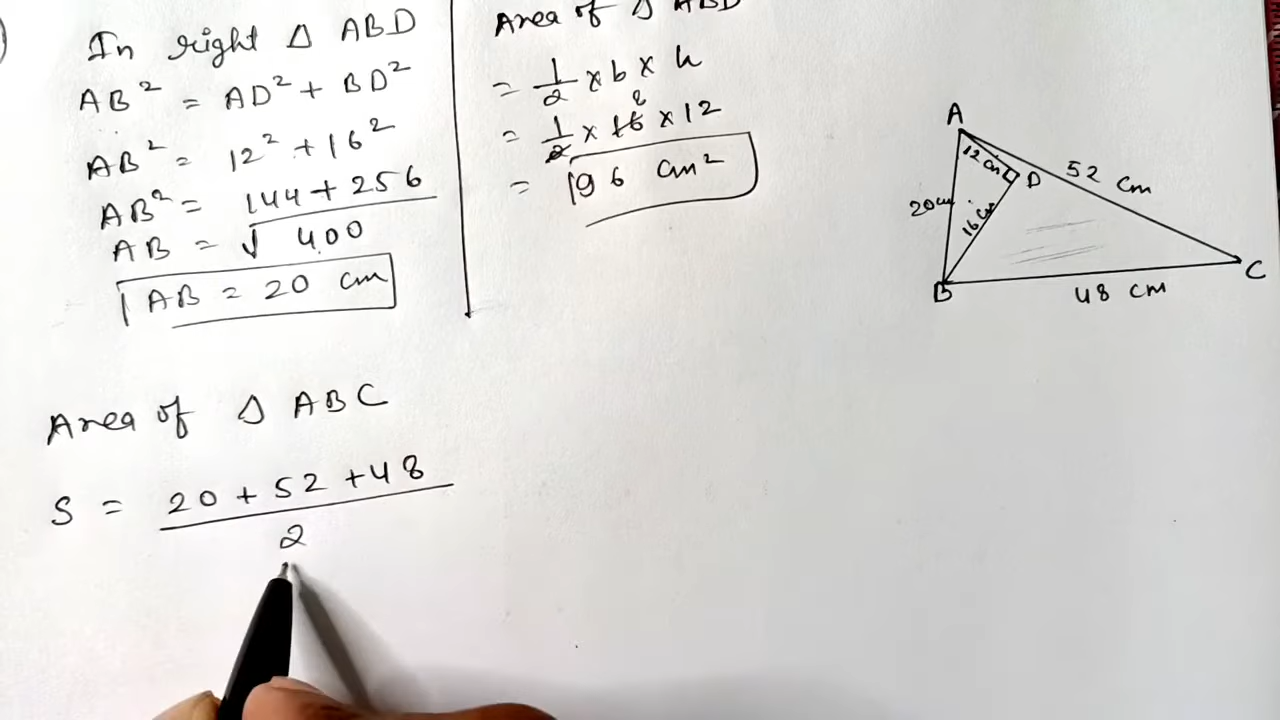 In right Δ ABD
AB² = AD² + BD²
AB² = 12² + 16²
AB² = 144 + 256
AB = √400
AB = 20 cm
Area of Δ ABD
= 1/2 × b × h
= 1/2 × 16 8 × 12
= 96 cm²
A
12 cm
D
52 cm
20 cm
16 cm
B
C
48 cm
Area of Δ ABC
S = 20 + 52 + 48 / 2